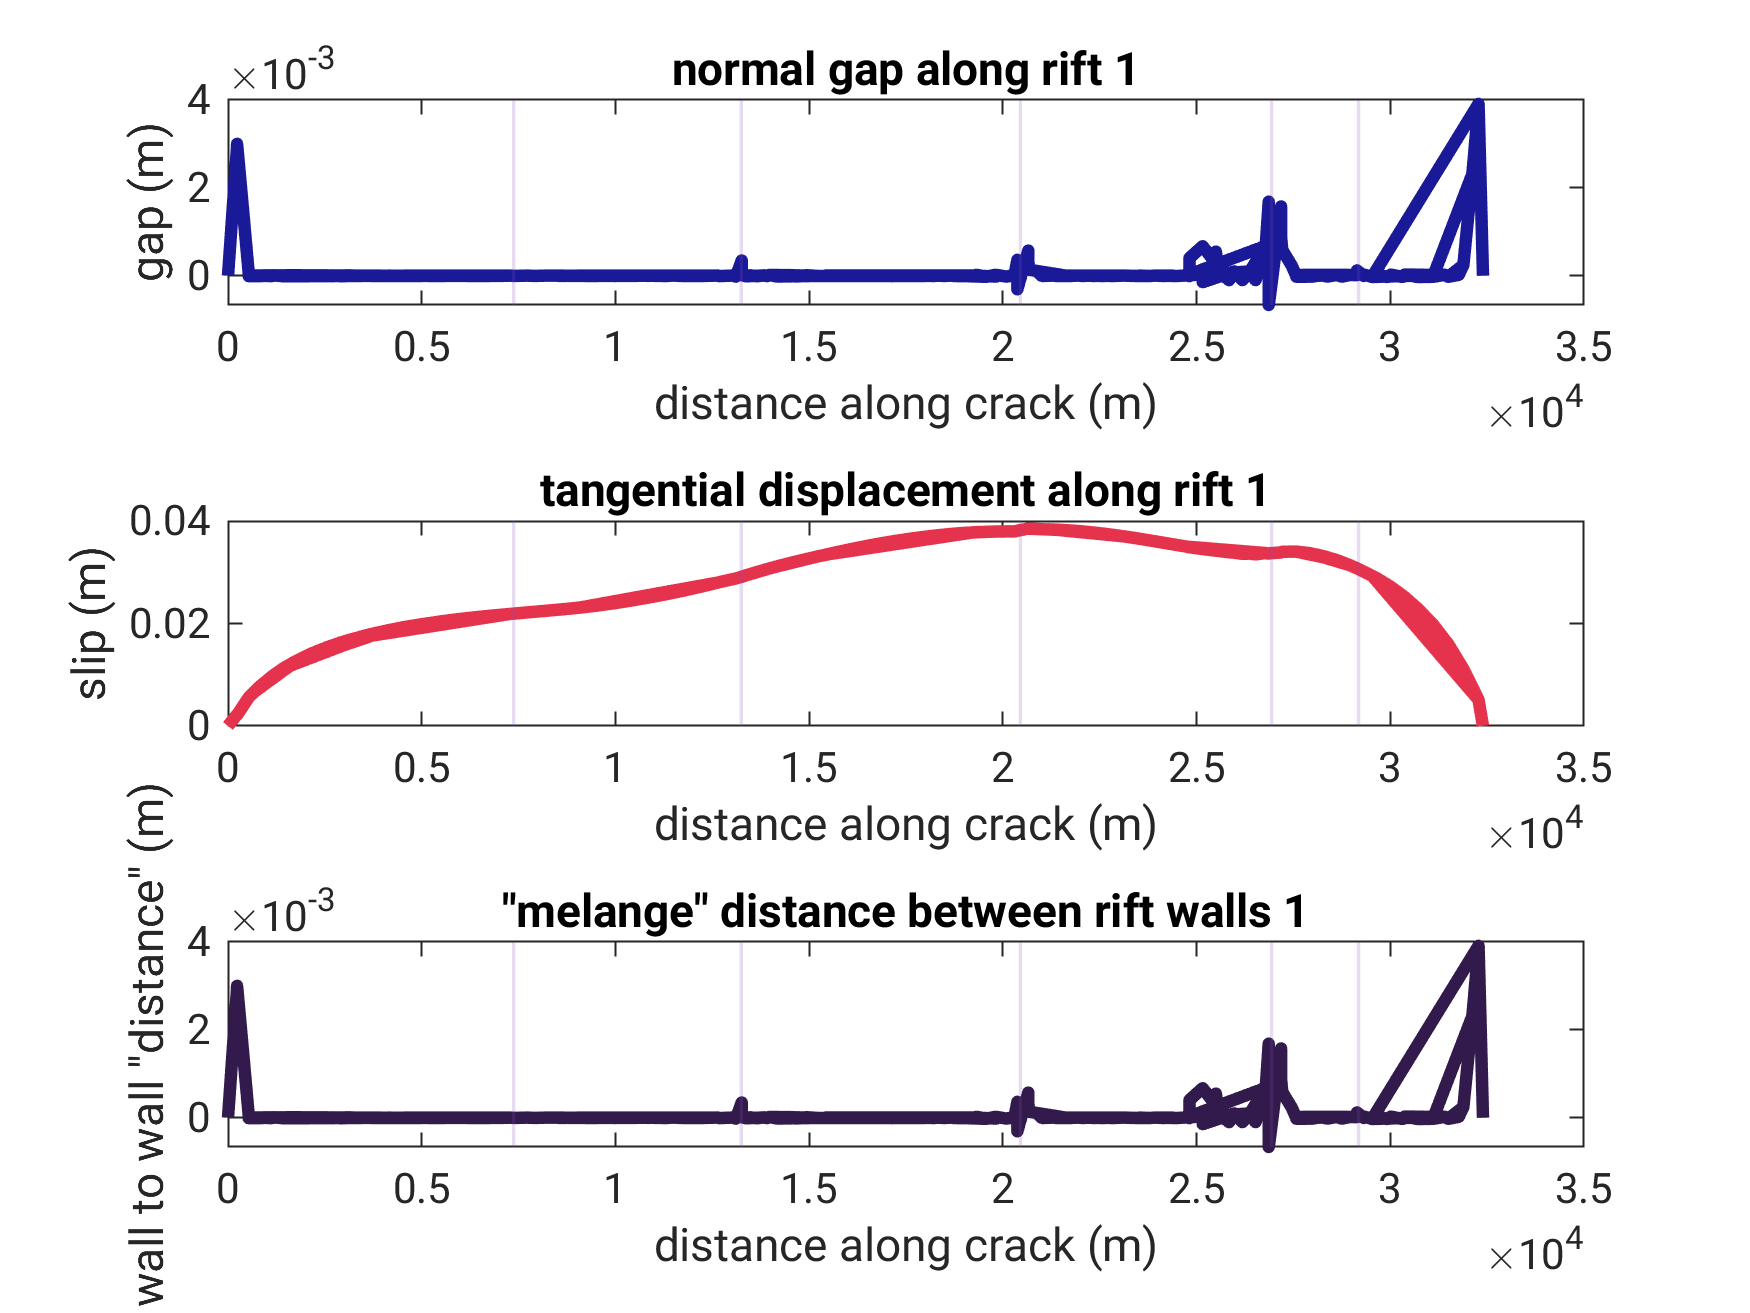 normal gap along rift 1
×10-3
4
2
0
gap (m)
0 0.5 1 1.5 2 2.5 3 3.5
distance along crack (m)
×104
tangential displacement along rift 1
0.04
0.02
0
slip (m)
0 0.5 1 1.5 2 2.5 3 3.5
distance along crack (m)
×104
"melange" distance between rift walls 1
×10-3
4
2
0
wall to wall "distance" (m)
0 0.5 1 1.5 2 2.5 3 3.5
distance along crack (m)
×104